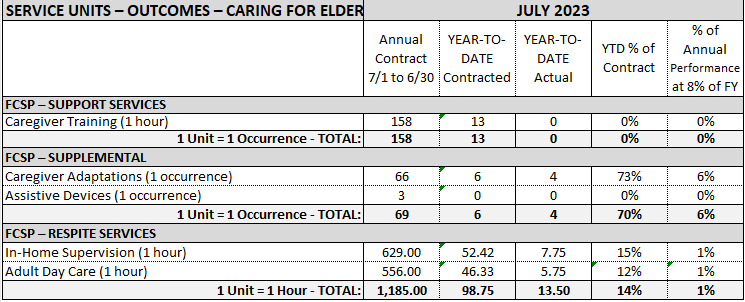 SERVICE UNITS – OUTCOMES – CARING FOR ELDER JULY 2023
Annual Contract 7/1 to 6/30 YEAR-TO-DATE Contracted YEAR-TO-DATE Actual YTD % of Contract % of Annual Performance at 8% of FY
FCSP – SUPPORT SERVICES
Caregiver Training (1 hour) 158 13 0 0% 0%
1 Unit = 1 Occurrence - TOTAL: 158 13 0 0% 0%
FCSP – SUPPLEMENTAL
Caregiver Adaptations (1 occurrence) 66 6 4 73% 6%
Assistive Devices (1 occurrence) 3 0 0 0% 0%
1 Unit = 1 Occurrence - TOTAL: 69 6 4 70% 6%
FCSP – RESPITE SERVICES
In-Home Supervision (1 hour) 629.00 52.42 7.75 15% 1%
Adult Day Care (1 hour) 556.00 46.33 5.75 12% 1%
1 Unit = 1 Hour - TOTAL: 1,185.00 98.75 13.50 14% 1%